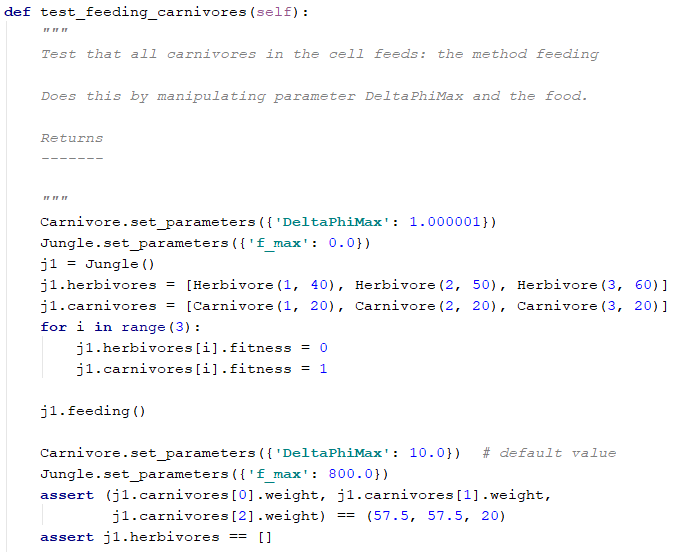 def test_feeding_carnivores(self):
    """
    Test that all carnivores in the cell feeds: the method feeding

    Does this by manipulating parameter DeltaPhiMax and the food.

    Returns
    -------

    """
    Carnivore.set_parameters({'DeltaPhiMax': 1.000001})
    Jungle.set_parameters({'f_max': 0.0})
    j1 = Jungle()
    j1.herbivores = [Herbivore(1, 40), Herbivore(2, 50), Herbivore(3, 60)]
    j1.carnivores = [Carnivore(1, 20), Carnivore(2, 20), Carnivore(3, 20)]
    for i in range(3):
        j1.herbivores[i].fitness = 0
        j1.carnivores[i].fitness = 1

    j1.feeding()

    Carnivore.set_parameters({'DeltaPhiMax': 10.0})  # default value
    Jungle.set_parameters({'f_max': 800.0})
    assert (j1.carnivores[0].weight, j1.carnivores[1].weight,
            j1.carnivores[2].weight) == (57.5, 57.5, 20)
    assert j1.herbivores == []